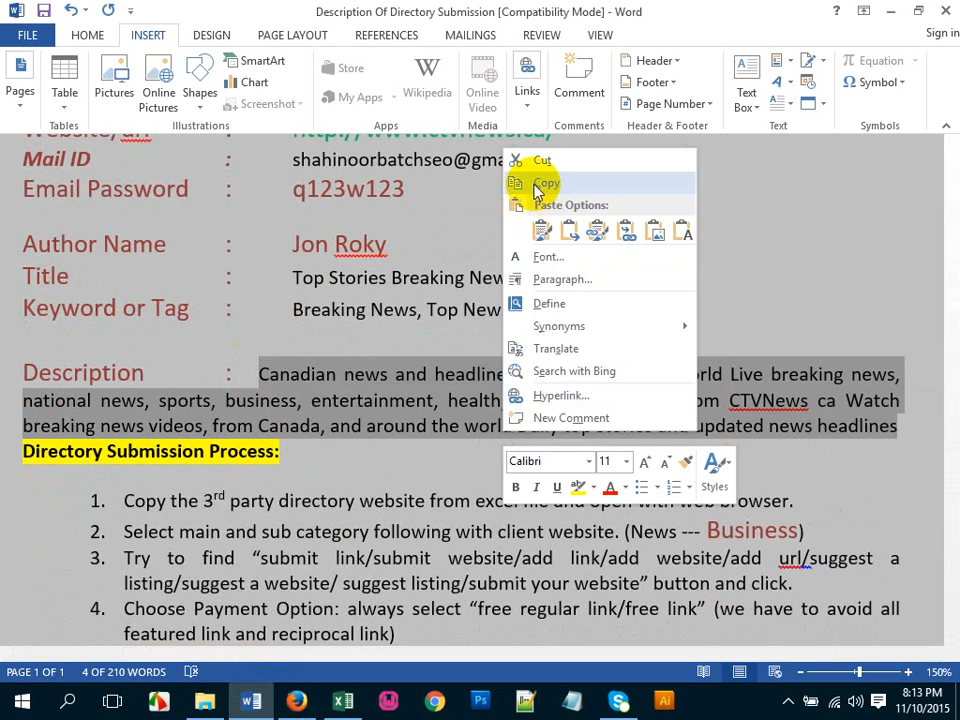 Description Of Directory Submission [Compatibility Mode] - Word
FILE HOME INSERT DESIGN PAGE LAYOUT REFERENCES MAILINGS REVIEW VIEW Sign in
Pages
Table
Pictures
Online Pictures
Shapes
SmartArt
Chart
Screenshot
Store
My Apps
Wikipedia
Online Video
Links
Comment
Header
Footer
Page Number
Text Box
Equation
Symbol
Tables Illustrations Apps Media Comments Header & Footer Text Symbols
Website/url : http://www.ctvnews.ca/
Mail ID : shahinoorbatchseo@gma
Email Password : q123w123
Author Name : Jon Roky
Title : Top Stories Breaking New
Keyword or Tag : Breaking News, Top New
Description : Canadian news and headline orld Live breaking news,
national news, sports, business, entertainment, health, om CTVNews ca Watch
breaking news videos, from Canada, and around the world Daily top stories and updated news headlines
Directory Submission Process:
1. Copy the 3rd party directory website from excel file and open with web browser.
2. Select main and sub category following with client website. (News --- Business)
3. Try to find “submit link/submit website/add link/add website/add url/suggest a
listing/suggest a website/ suggest listing/submit your website” button and click.
4. Choose Payment Option: always select “free regular link/free link” (we have to avoid all
featured link and reciprocal link)
Cut
Copy
Paste Options:
Font...
Paragraph...
Define
Synonyms
Translate
Search with Bing
Hyperlink...
New Comment
Calibri 11
B I U Styles
PAGE 1 OF 1 4 OF 210 WORDS 150%
8:13 PM
11/10/2015